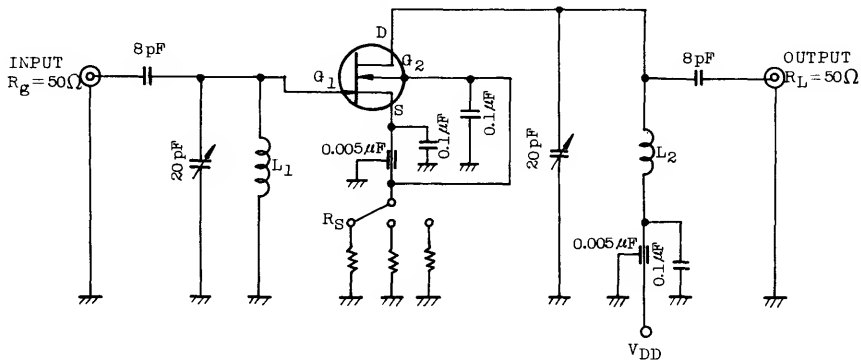 INPUT
Rg=50Ω
8pF
20pF
L1
G1
D
G2
S
0.1μF
0.1μF
0.005μF
RS
20pF
8pF
OUTPUT
RL=50Ω
L2
0.005μF
0.1μF
VDD